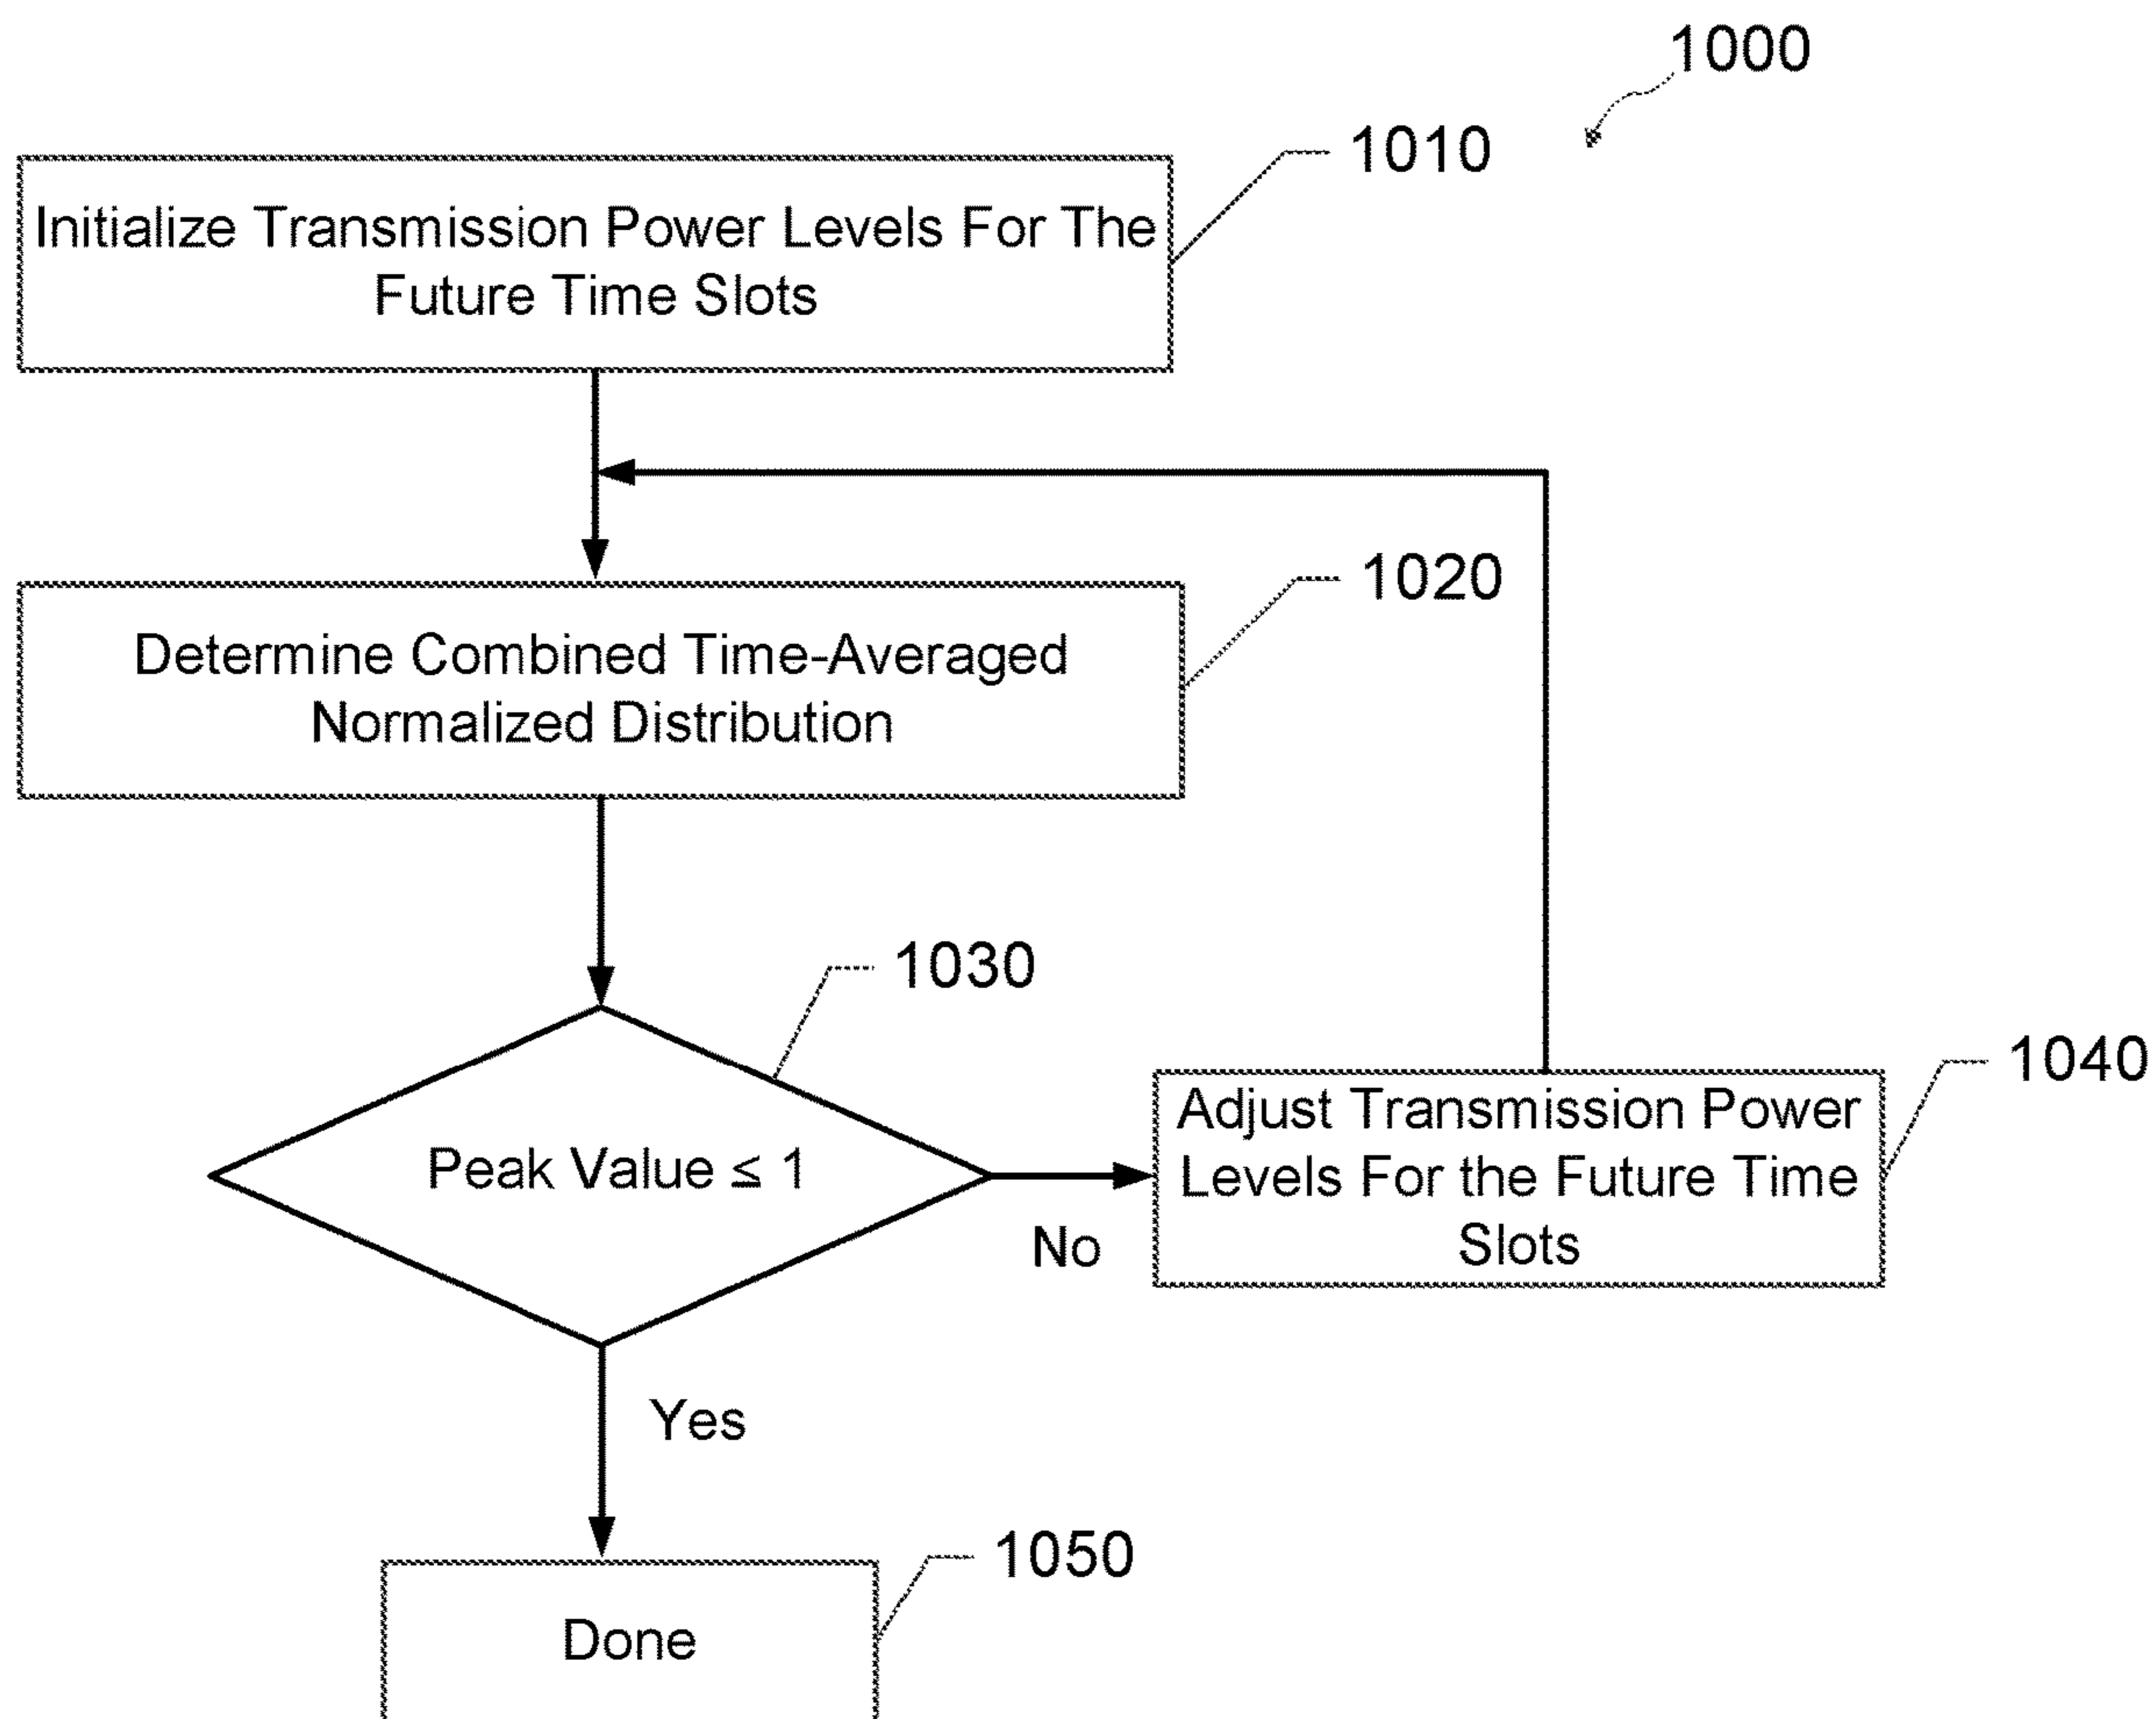 1000
1010
Initialize Transmission Power Levels For The
Future Time Slots
1020
Determine Combined Time-Averaged
Normalized Distribution
1030
Peak Value ≤ 1
No
1040
Adjust Transmission Power
Levels For the Future Time
Slots
Yes
1050
Done